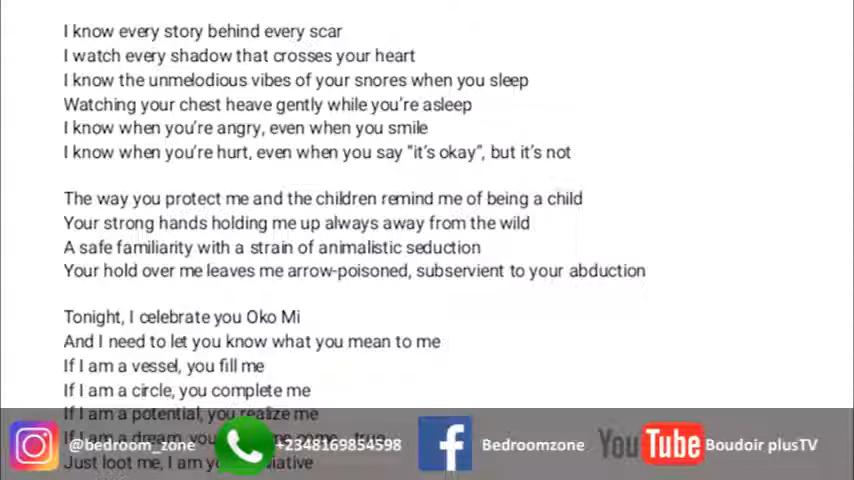 I know every story behind every scar
I watch every shadow that crosses your heart
I know the unmelodious vibes of your snores when you sleep
Watching your chest heave gently while you're asleep
I know when you're angry, even when you smile
I know when you're hurt, even when you say “it's okay”, but it's not
The way you protect me and the children remind me of being a child
Your strong hands holding me up always away from the wild
A safe familiarity with a strain of animalistic seduction
Your hold over me leaves me arrow-poisoned, subservient to your abduction
Tonight, I celebrate you Oko Mi
And I need to let you know what you mean to me
If I am a vessel, you fill me
If I am a circle, you complete me
If I am a potential, you realize me
If I am a dream, you
Just loot me, I am
@bedroom_zone +2348169854598 Bedroomzone YouTube Boudoir plusTV